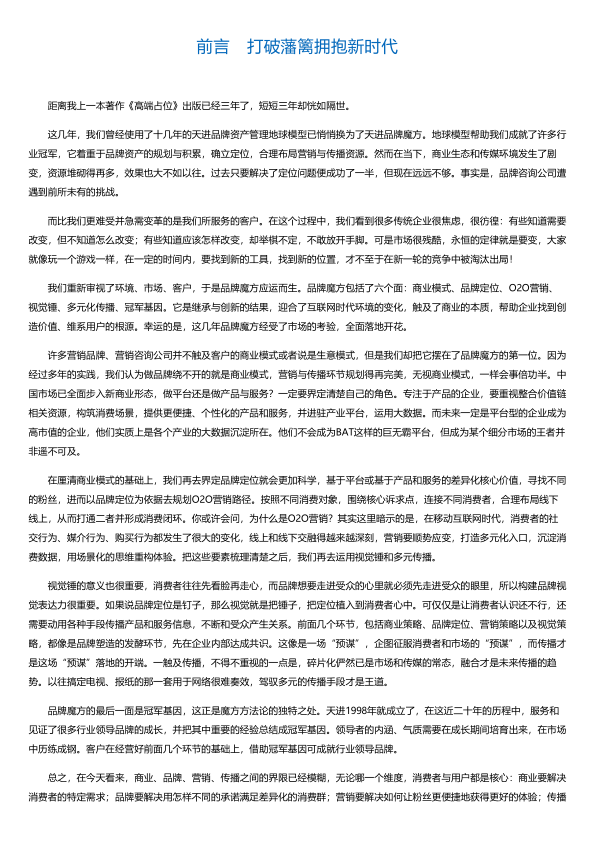 前言　打破藩篱拥抱新时代
距离我上一本著作《高端占位》出版已经三年了，短短三年却恍如隔世。
这几年，我们曾经使用了十几年的天进品牌资产管理地球模型已悄悄换为了天进品牌魔方。地球模型帮助我们成就了许多行
业冠军，它着重于品牌资产的规划与积累，确立定位，合理布局营销与传播资源。然而在当下，商业生态和传媒环境发生了剧
变，资源堆砌得再多，效果也大不如以往。过去只要解决了定位问题便成功了一半，但现在远远不够。事实是，品牌咨询公司遭
遇到前所未有的挑战。
而比我们更难受并急需变革的是我们所服务的客户。在这个过程中，我们看到很多传统企业很焦虑，很彷徨：有些知道需要
改变，但不知道怎么改变；有些知道应该怎样改变，却举棋不定，不敢放开手脚。可是市场很残酷，永恒的定律就是要变，大家
就像玩一个游戏一样，在一定的时间内，要找到新的工具，找到新的位置，才不至于在新一轮的竞争中被淘汰出局！
我们重新审视了环境、市场、客户，于是品牌魔方应运而生。品牌魔方包括了六个面：商业模式、品牌定位、O2O营销、
视觉锤、多元化传播、冠军基因。它是继承与创新的结果，迎合了互联网时代环境的变化，触及了商业的本质，帮助企业找到创
造价值、维系用户的根源。幸运的是，这几年品牌魔方经受了市场的考验，全面落地开花。
许多营销品牌、营销咨询公司并不触及客户的商业模式或者说是生意模式，但是我们却把它摆在了品牌魔方的第一位。因为
经过多年的实践，我们认为做品牌绕不开的就是商业模式，营销与传播环节规划得再完美，无视商业模式，一样会事倍功半。中
国市场已全面步入新商业形态，做平台还是做产品与服务？一定要界定清楚自己的角色。专注于产品的企业，要重视整合价值链
相关资源，构筑消费场景，提供更便捷、个性化的产品和服务，并进驻产业平台，运用大数据。而未来一定是平台型的企业成为
高市值的企业，他们实质上是各个产业的大数据沉淀所在。他们不会成为BAT这样的巨无霸平台，但成为某个细分市场的王者并
非遥不可及。
在厘清商业模式的基础上，我们再去界定品牌定位就会更加科学，基于平台或基于产品和服务的差异化核心价值，寻找不同
的粉丝，进而以品牌定位为依据去规划O2O营销路径。按照不同消费对象，围绕核心诉求点，连接不同消费者，合理布局线下
线上，从而打通二者并形成消费闭环。你或许会问，为什么是O2O营销？其实这里暗示的是，在移动互联网时代，消费者的社
交行为、媒介行为、购买行为都发生了很大的变化，线上和线下交融得越来越深刻，营销要顺势应变，打造多元化入口，沉淀消
费数据，用场景化的思维重构体验。把这些要素梳理清楚之后，我们再去运用视觉锤和多元传播。
视觉锤的意义也很重要，消费者往往先看脸再走心，而品牌想要走进受众的心里就必须先走进受众的眼里，所以构建品牌视
觉表达力很重要。如果说品牌定位是钉子，那么视觉就是把锤子，把定位植入到消费者心中。可仅仅是让消费者认识还不行，还
需要动用各种手段传播产品和服务信息，不断和受众产生关系。前面几个环节，包括商业策略、品牌定位、营销策略以及视觉策
略，都像是品牌塑造的发酵环节，先在企业内部达成共识。这像是一场“预谋”，企图征服消费者和市场的“预谋”，而传播才
是这场“预谋”落地的开端。一触及传播，不得不重视的一点是，碎片化俨然已是市场和传媒的常态，融合才是未来传播的趋
势。以往搞定电视、报纸的那一套用于网络很难奏效，驾驭多元的传播手段才是王道。
品牌魔方的最后一面是冠军基因，这正是魔方方法论的独特之处。天进1998年就成立了，在这近二十年的历程中，服务和
见证了很多行业领导品牌的成长，并把其中重要的经验总结成冠军基因。领导者的内涵、气质需要在成长期间培育出来，在市场
中历练成钢。客户在经营好前面几个环节的基础上，借助冠军基因可成就行业领导品牌。
总之，在今天看来，商业、品牌、营销、传播之间的界限已经模糊，无论哪一个维度，消费者与用户都是核心：商业要解决
消费者的特定需求；品牌要解决用怎样不同的承诺满足差异化的消费群；营销要解决如何让粉丝更便捷地获得更好的体验；传播